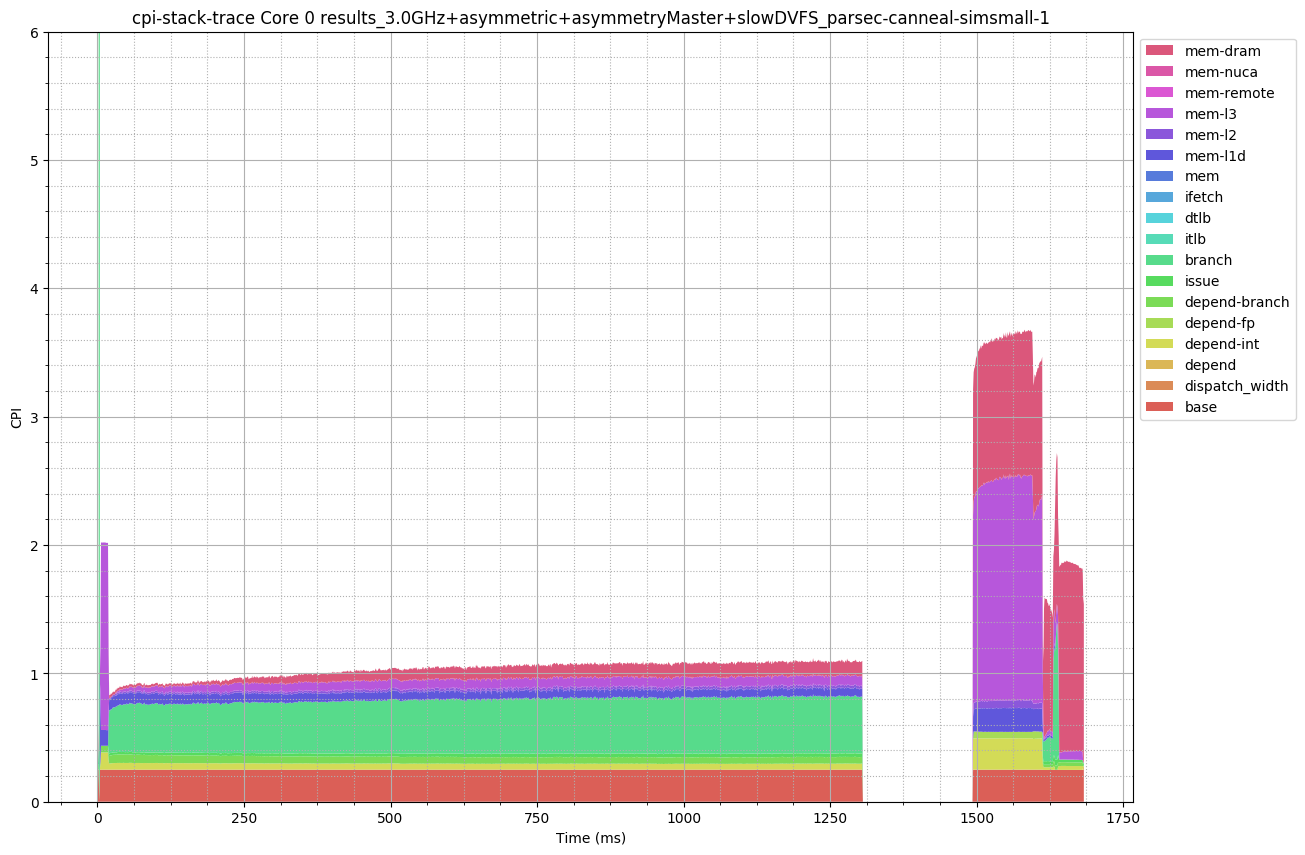 cpi-stack-trace Core 0 results_3.0GHz+asymmetric+asymmetryMaster+slowDVFS_parsec-canneal-simsmall-1
6
5
4
3
2
1
0
CPI
0
250
500
750
1000
1250
1500
1750
Time (ms)
mem-dram
mem-nuca
mem-remote
mem-l3
mem-l2
mem-l1d
mem
ifetch
dtlb
itlb
branch
issue
depend-branch
depend-fp
depend-int
depend
dispatch_width
base